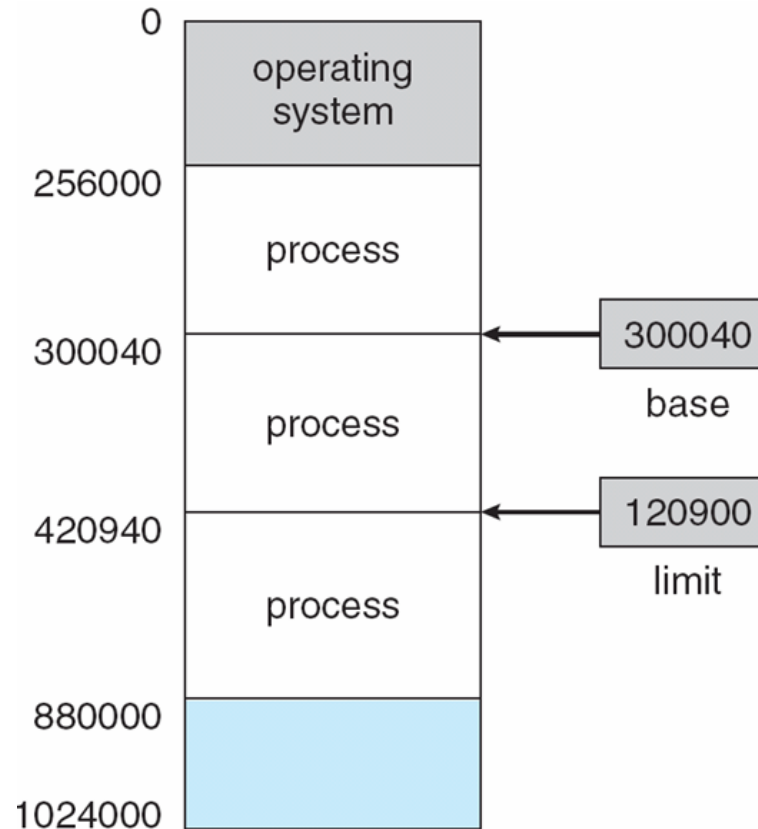 0
operating
system
256000
process
300040
300040
base
process
420940
120900
limit
process
880000
1024000